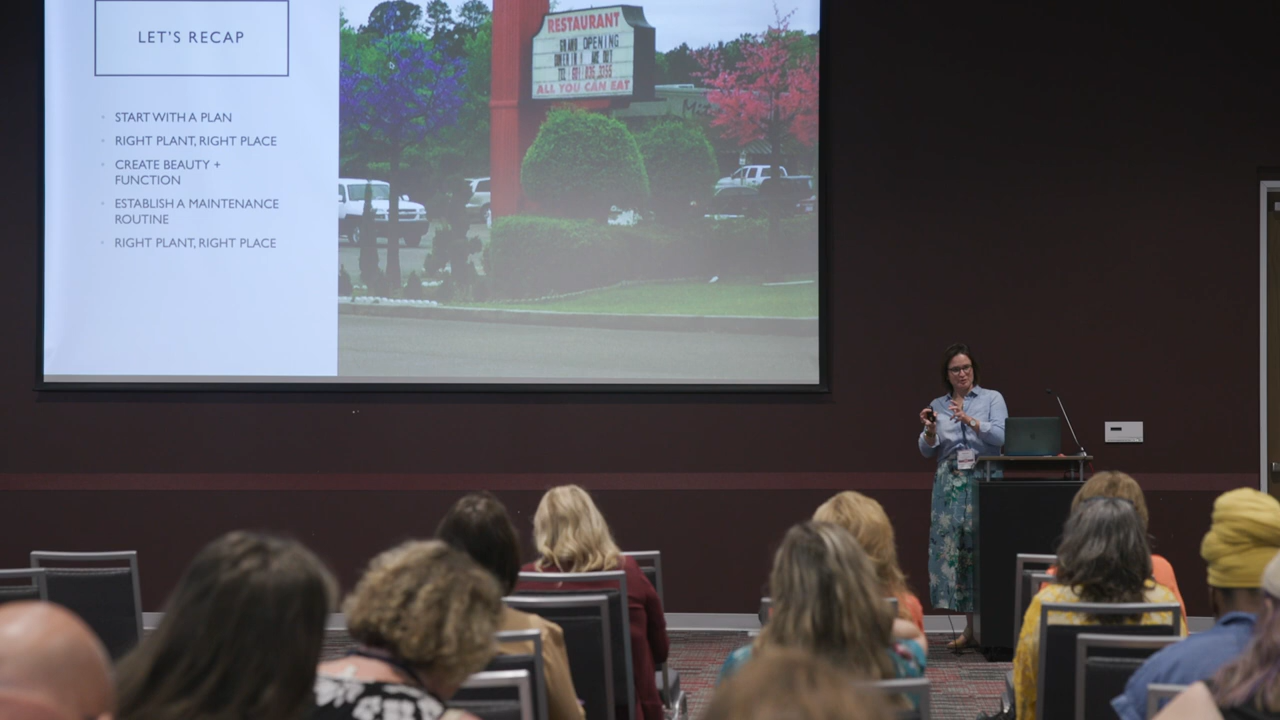 LET'S RECAP
START WITH A PLAN
RIGHT PLANT, RIGHT PLACE
CREATE BEAUTY +
FUNCTION
ESTABLISH A MAINTENANCE
ROUTINE
RIGHT PLANT, RIGHT PLACE
RESTAURANT
GRAND OPENING
OUT
ALL YOU CAN EAT